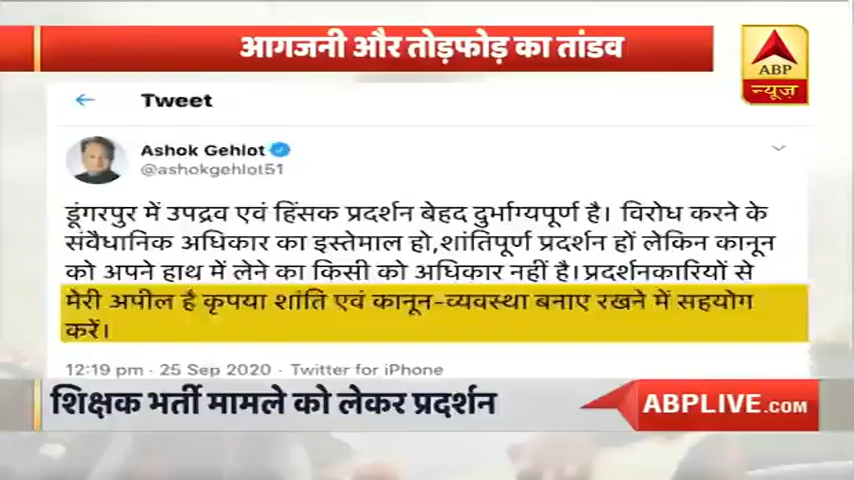 आगजनी और तोड़फोड़ का तांडव
ABP
न्यूज़
Tweet
Ashok Gehlot
@ashokgehlot51
डूंगरपुर में उपद्रव एवं हिंसक प्रदर्शन बेहद दुर्भाग्यपूर्ण है। विरोध करने के
संवैधानिक अधिकार का इस्तेमाल हो,शांतिपूर्ण प्रदर्शन हों लेकिन कानून
को अपने हाथ में लेने का किसी को अधिकार नहीं है।प्रदर्शनकारियों से
मेरी अपील है कृपया शांति एवं कानून-व्यवस्था बनाए रखने में सहयोग
करें।
12:19 pm · 25 Sep 2020 · Twitter for iPhone
शिक्षक भर्ती मामले को लेकर प्रदर्शन
ABPLIVE.COM